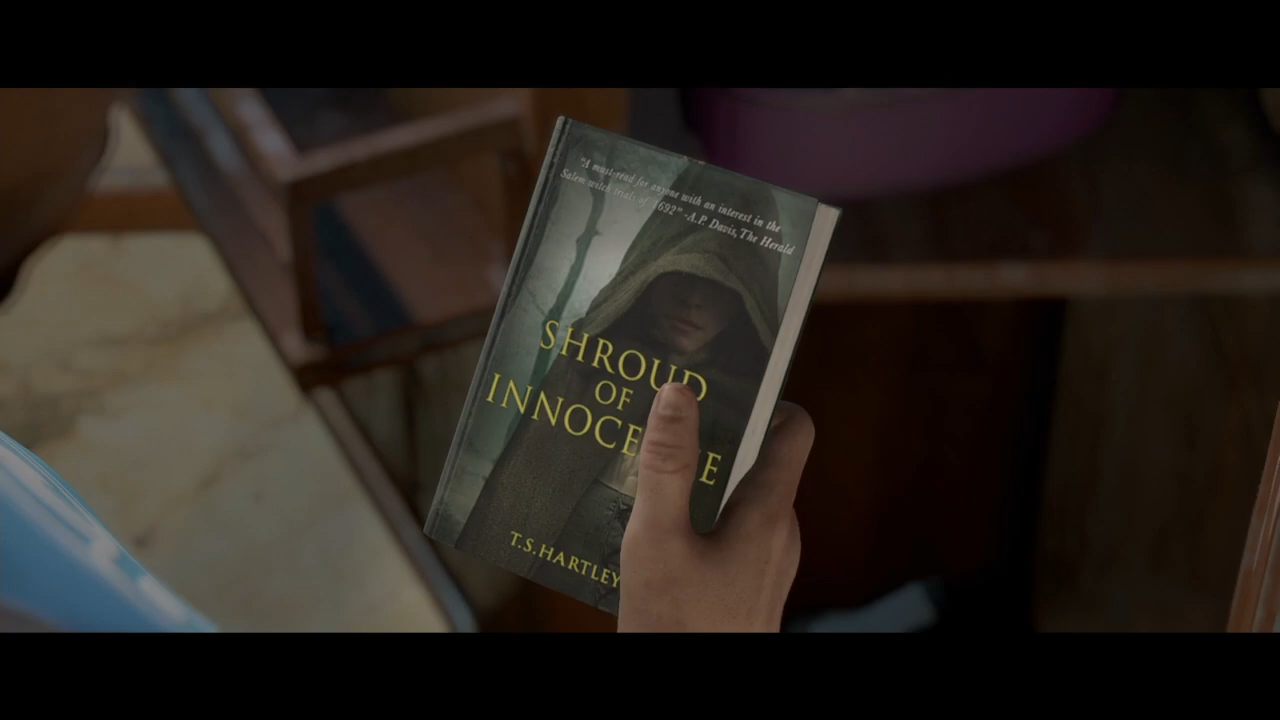 "A must-read for anyone with an interest in the
Salem witch trials of 1692" -A.P. Davis, The Herald
SHROUD
OF
INNOCE E
T.S. HARTLEY